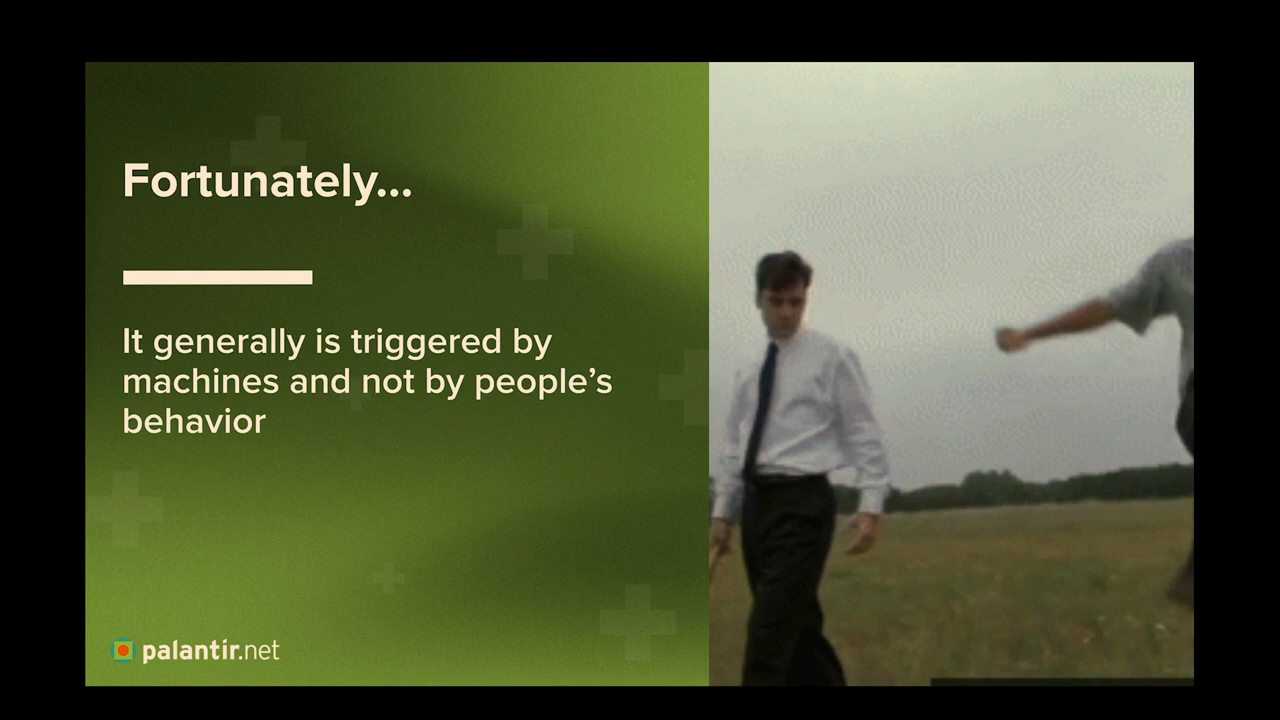 Fortunately...
It generally is triggered by
machines and not by people’s
behavior
palantir.net